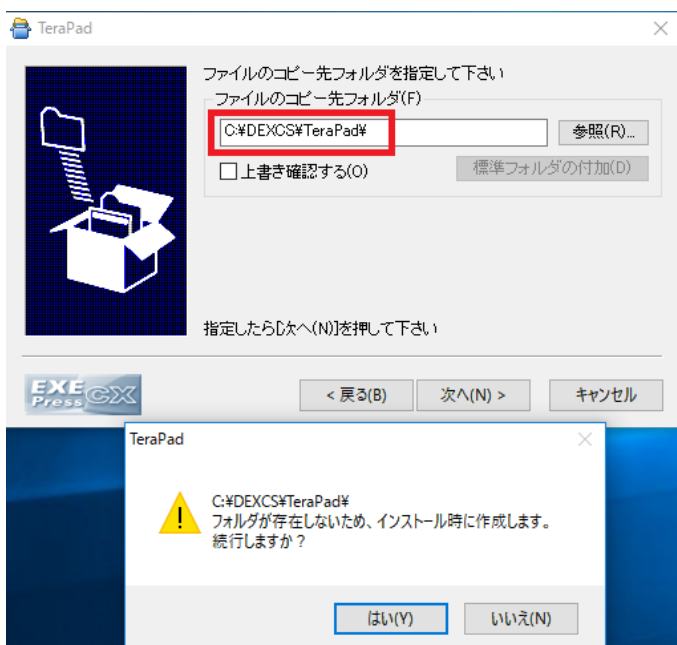 TeraPad
ファイルのコピー先フォルダを指定して下さい
ファイルのコピー先フォルダ(F)
C:¥DEXCS¥TeraPad¥
参照(R)...
上書き確認する(O)
標準フォルダの付加(D)
指定したら[次へ(N)]を押して下さい
EXE Press CX
< 戻る(B)
次へ(N) >
キャンセル
TeraPad
C:¥DEXCS¥TeraPad¥
フォルダが存在しないため、インストール時に作成します。
続行しますか？
はい(Y)
いいえ(N)